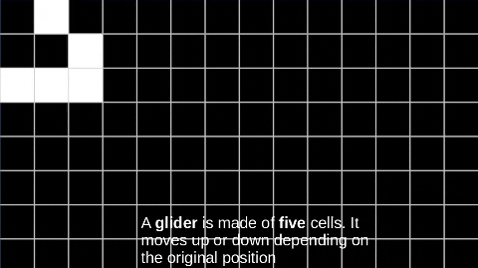 A glider is made of five cells. It
moves up or down depending on
the original position